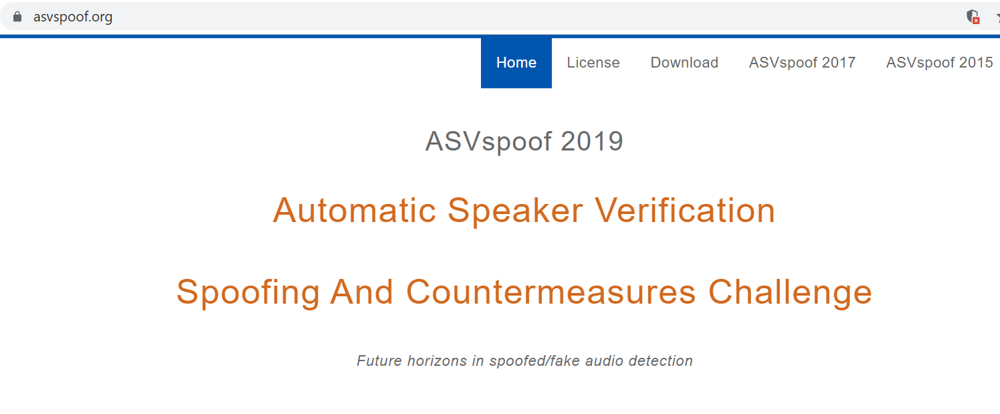 asvspoof.org
Home License Download ASVspoof 2017 ASVspoof 2015
ASVspoof 2019
Automatic Speaker Verification
Spoofing And Countermeasures Challenge
Future horizons in spoofed/fake audio detection